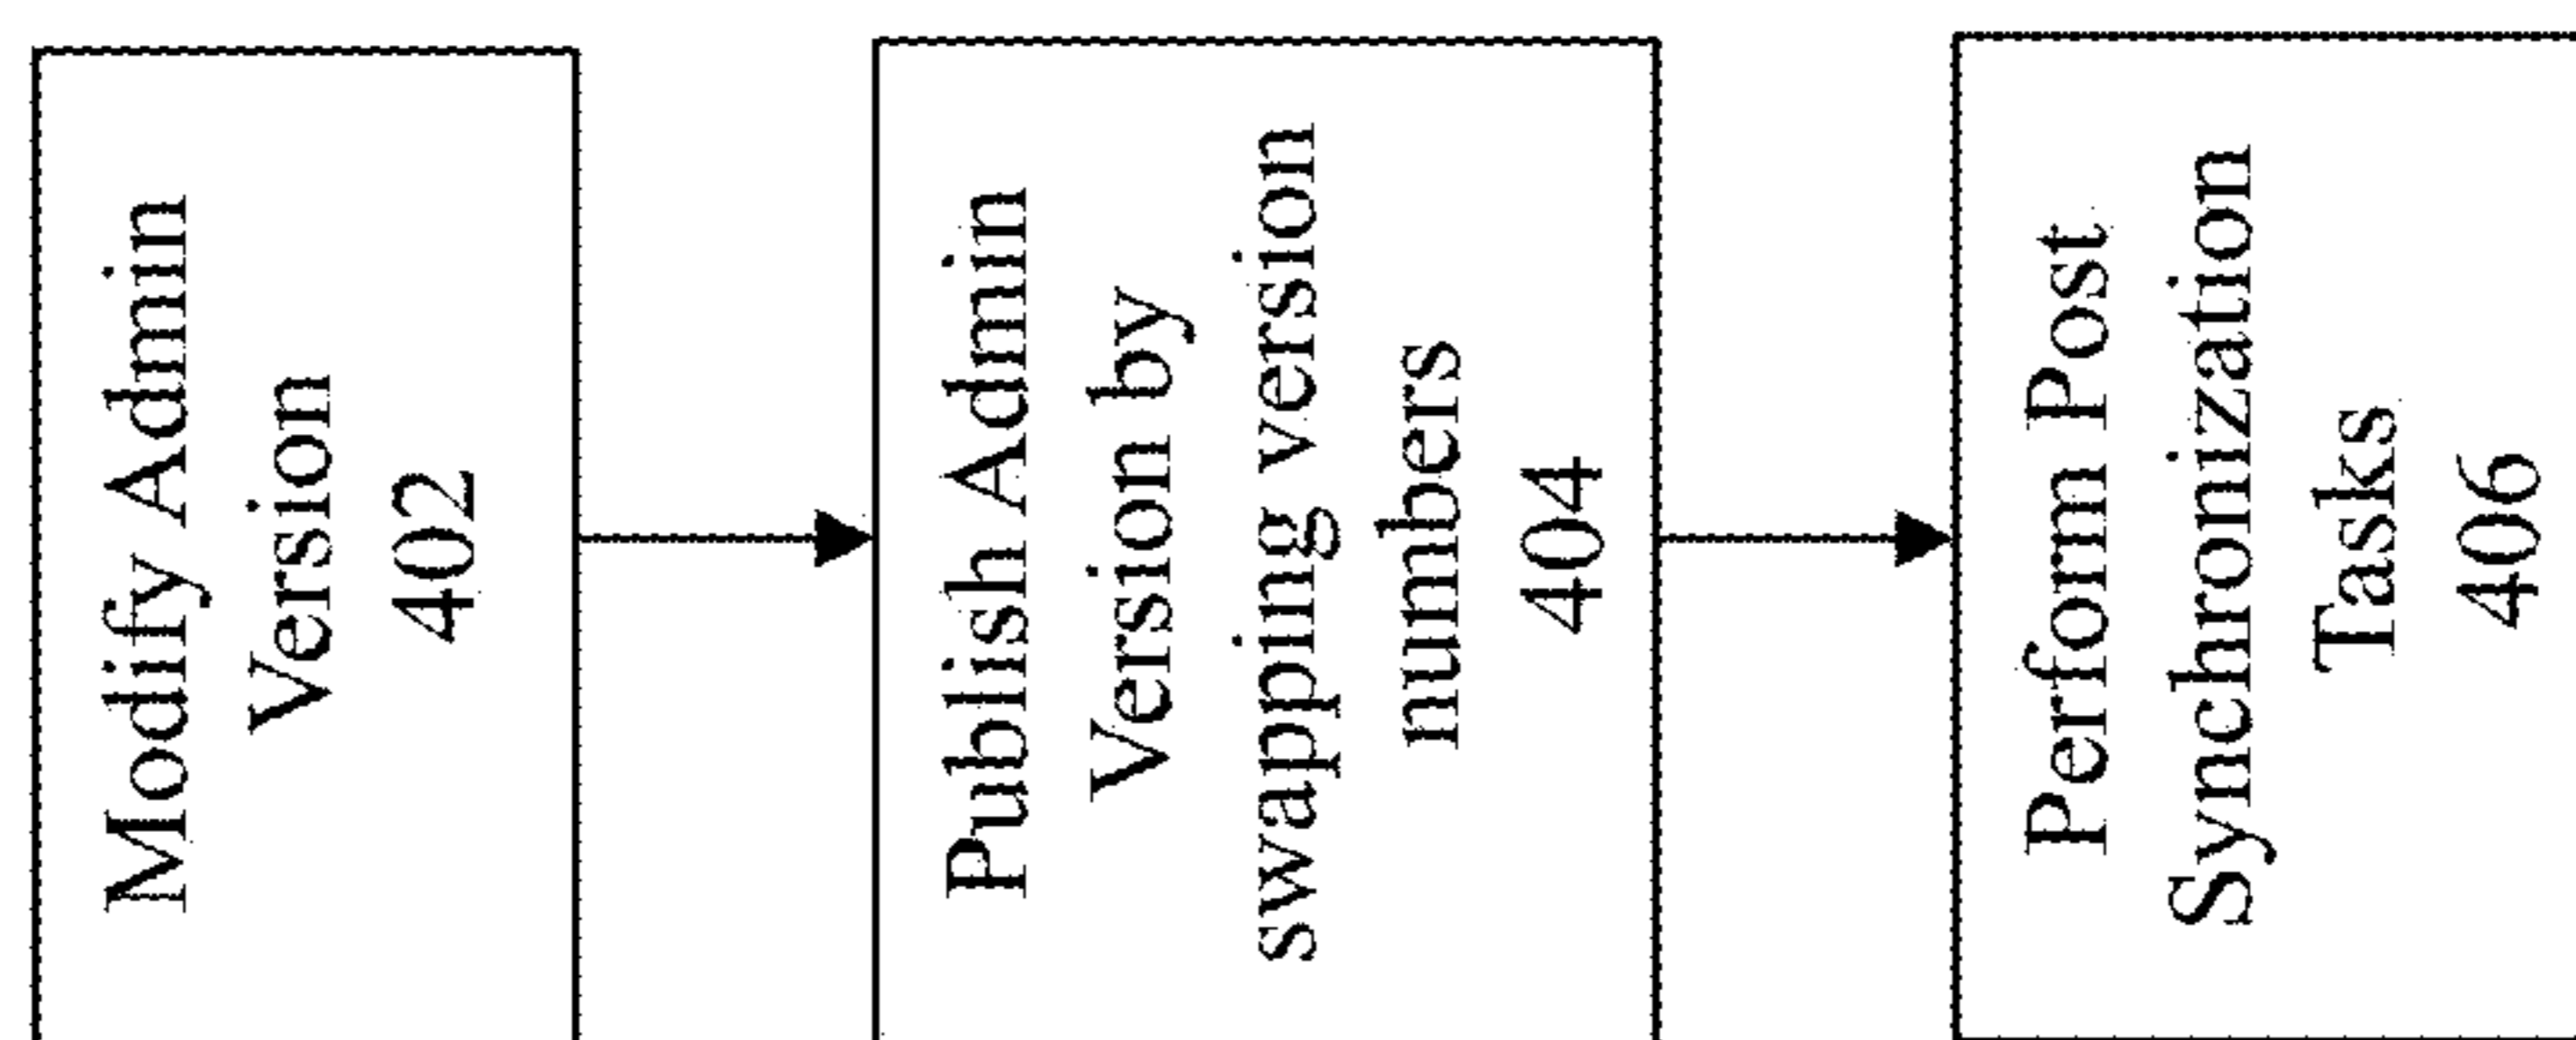 Modify Admin
Version
402
Publish Admin
Version by
swapping version
numbers
404
Perform Post
Synchronization
Tasks
406